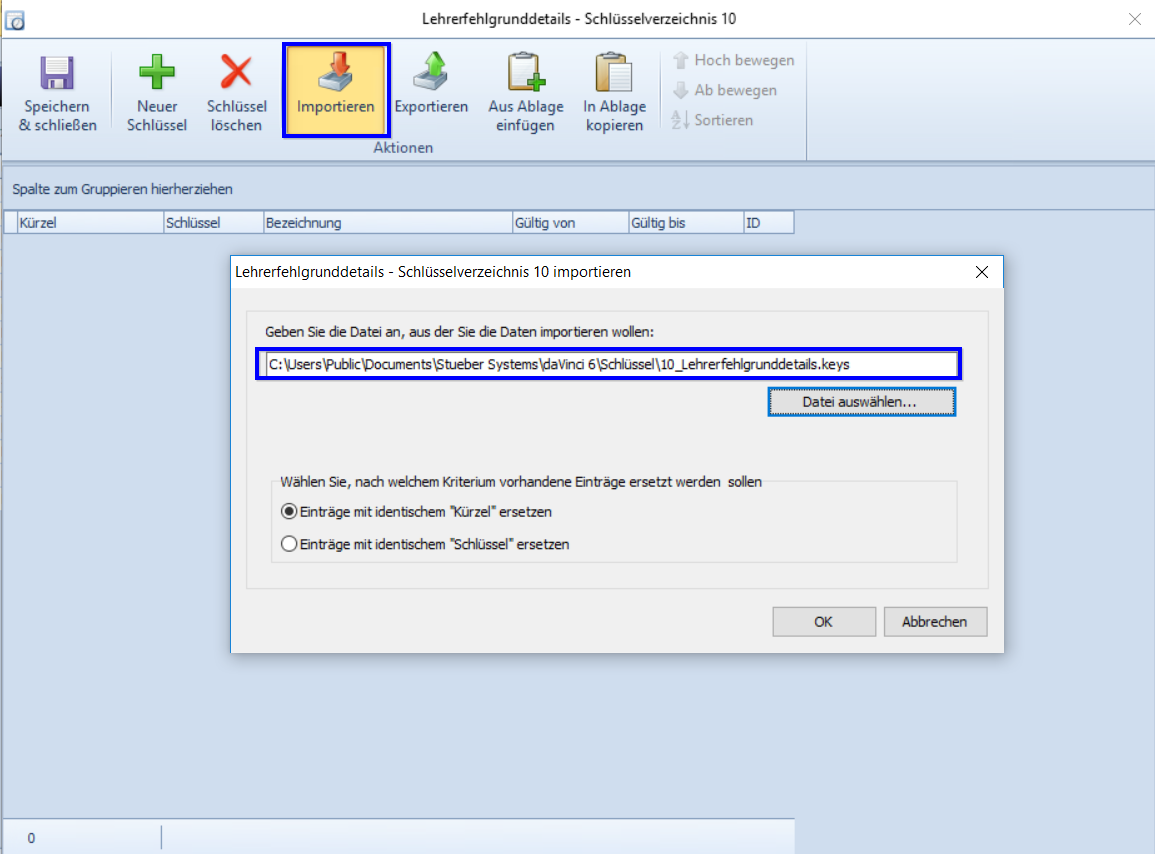 Lehrerfehlgrunddetails - Schlüsselverzeichnis 10
Speichern
& schließen
Neuer
Schlüssel
Schlüssel
löschen
Importieren
Exportieren
Aus Ablage
einfügen
In Ablage
kopieren
Hoch bewegen
Ab bewegen
Sortieren
Aktionen
Spalte zum Gruppieren hierherziehen
Kürzel Schlüssel Bezeichnung Gültig von Gültig bis ID
Lehrerfehlgrunddetails - Schlüsselverzeichnis 10 importieren
Geben Sie die Datei an, aus der Sie die Daten importieren wollen:
C:\Users\Public\Documents\Stueber Systems\daVinci 6\Schlüssel\10_Lehrerfehlgrunddetails.keys
Datei auswählen...
Wählen Sie, nach welchem Kriterium vorhandene Einträge ersetzt werden sollen
Einträge mit identischem "Kürzel" ersetzen
Einträge mit identischem "Schlüssel" ersetzen
OK Abbrechen
0